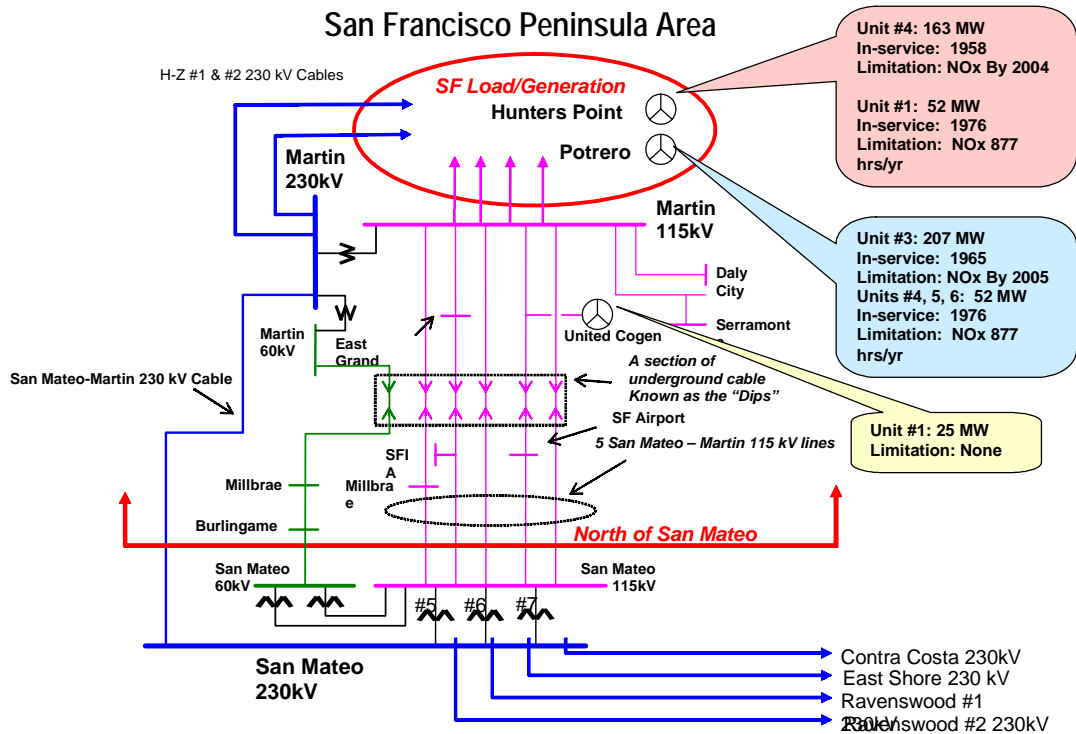 San Francisco Peninsula Area
H-Z #1 & #2 230 kV Cables
SF Load/Generation
Hunters Point
Potrero
Unit #4: 163 MW
In-service: 1958
Limitation: NOx By 2004
Unit #1: 52 MW
In-service: 1976
Limitation: NOx 877
hrs/yr
Martin
230kV
Martin
115kV
Unit #3: 207 MW
In-service: 1965
Limitation: NOx By 2005
Units #4, 5, 6: 52 MW
In-service: 1976
Limitation: NOx 877
hrs/yr
Daly
City
Serramont
United Cogen
Martin
60kV
East
Grand
San Mateo-Martin 230 kV Cable
A section of
underground cable
Known as the “Dips”
SF Airport
5 San Mateo – Martin 115 kV lines
Unit #1: 25 MW
Limitation: None
SFI
A
Millbrae
Millbra
e
Burlingame
North of San Mateo
San Mateo
60kV
San Mateo
115kV
#5
#6
#7
San Mateo
230kV
Contra Costa 230kV
East Shore 230 kV
Ravenswood #1
230kV
Ravenswood #2 230kV